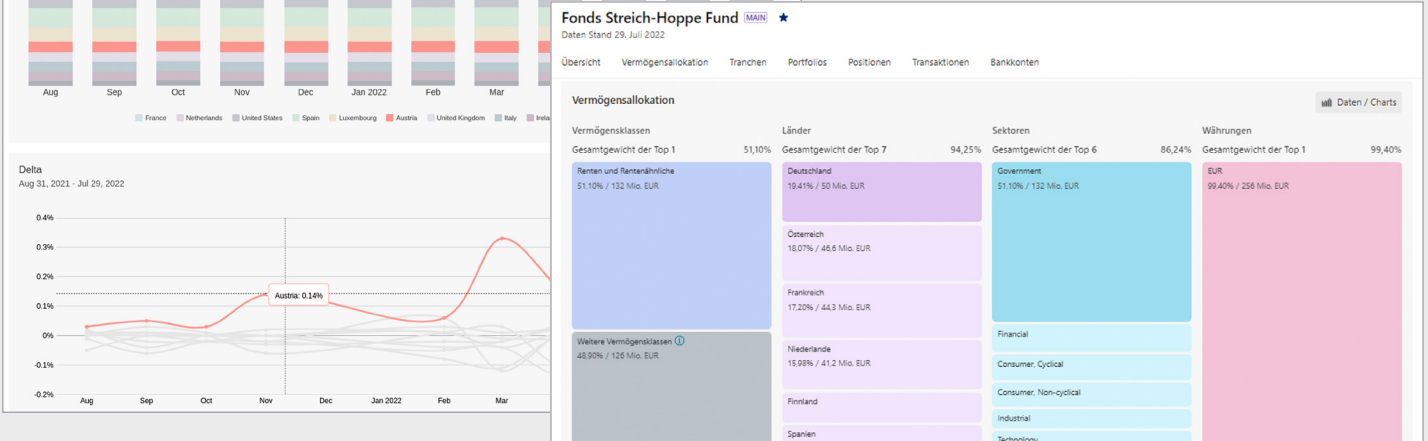 Aug Sep Oct Nov Dec Jan 2022 Feb Mar
France Netherlands United States Spain Luxembourg Austria United Kingdom Italy Irela
Delta
Aug 31, 2021 - Jul 29, 2022
0.4%
0.3%
0.2%
0.1%
0%
-0.1%
-0.2%
Austria: 0.14%
Aug Sep Oct Nov Dec Jan 2022 Feb Mar
Fonds Streich-Hoppe Fund MAIN
Daten Stand 29. Juli 2022
Übersicht Vermögensallokation Tranchen Portfolios Positionen Transaktionen Bankkonten
Vermögensallokation
Daten / Charts
Vermögensklassen
Gesamtgewicht der Top 1 51,10%
Renten und Rentenähnliche
51,10% / 132 Mio. EUR
Weitere Vermögensklassen
48,90% / 126 Mio. EUR
Länder
Gesamtgewicht der Top 7 94,25%
Deutschland
19,41% / 50 Mio. EUR
Österreich
18,07% / 46,6 Mio. EUR
Frankreich
17,20% / 44,3 Mio. EUR
Niederlande
15,98% / 41,2 Mio. EUR
Finnland
Spanien
Sektoren
Gesamtgewicht der Top 6 86,24%
Government
51,10% / 132 Mio. EUR
Financial
Consumer, Cyclical
Consumer, Non-cyclical
Industrial
Technology
Währungen
Gesamtgewicht der Top 1 99,40%
EUR
99,40% / 256 Mio. EUR